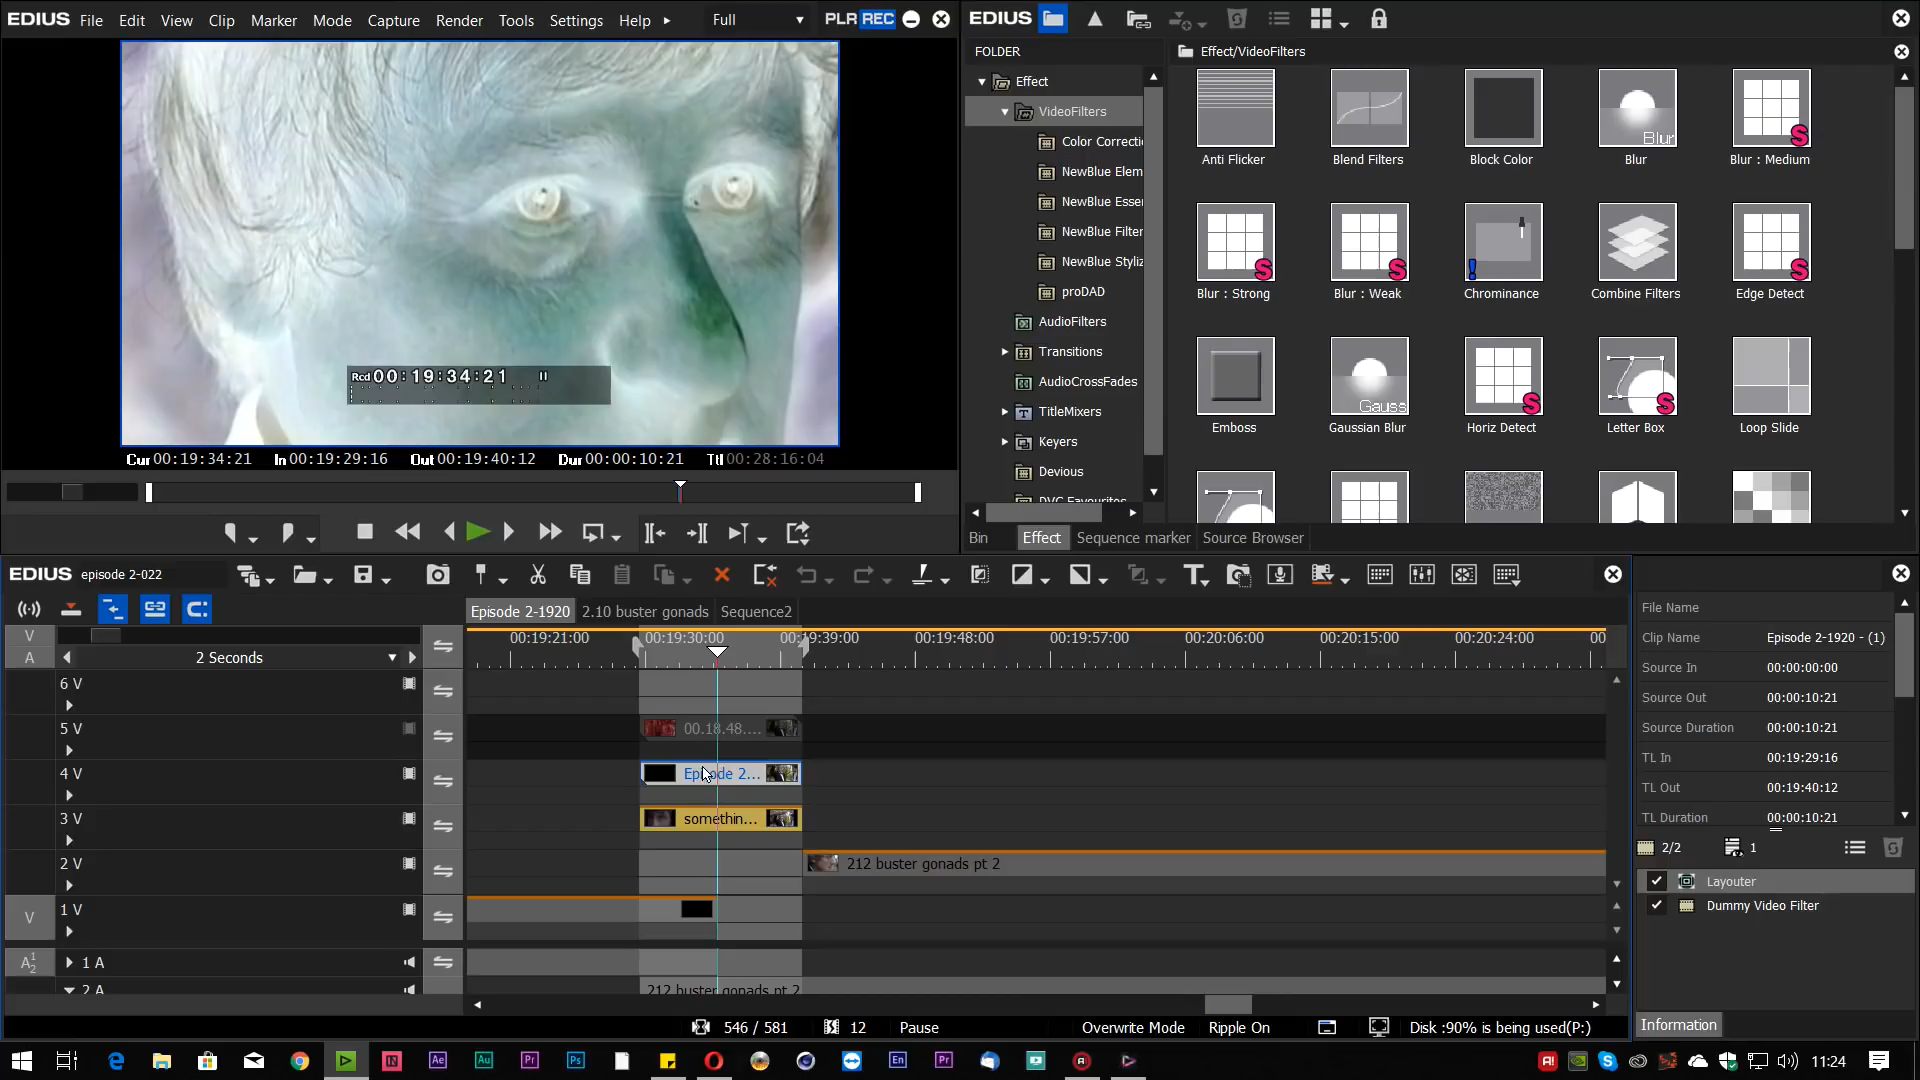 EDIUS File Edit View Clip Marker Mode Capture Render Tools Settings Help Full PLR REC
Rcd 00:19:34:21
Cur 00:19:34:21 In 00:19:29:16 Out 00:19:40:12 Dur 00:00:10:21 Ttl 00:28:16:04
EDIUS
FOLDER
Effect
VideoFilters
Color Correcti
NewBlue Elem
NewBlue Esse
NewBlue Filter
NewBlue Styliz
proDAD
AudioFilters
Transitions
AudioCrossFades
TitleMixers
Keyers
Devious
DVC Favourites
Effect/VideoFilters
Blur
Anti Flicker Blend Filters Block Color Blur Blur : Medium
Blur : Strong Blur : Weak Chrominance Combine Filters Edge Detect
Gauss
Emboss Gaussian Blur Horiz Detect Letter Box Loop Slide
Bin Effect Sequence marker Source Browser
EDIUS episode 2-022
Episode 2-1920 2.10 buster gonads Sequence2
V
A
2 Seconds
00:19:21:00 00:19:30:00 00:19:39:00 00:19:48:00 00:19:57:00 00:20:06:00 00:20:15:00 00:20:24:00 00
6 V
5 V 00.18.48....
4 V Episode 2...
3 V somethin...
2 V 212 buster gonads pt 2
V 1 V
A 1 2 1 A
2 A 212 buster gonads pt 2
546 / 581 12 Pause Overwrite Mode Ripple On Disk :90% is being used(P:)
File Name
Clip Name Episode 2-1920 - (1)
Source In 00:00:00:00
Source Out 00:00:10:21
Source Duration 00:00:10:21
TL In 00:19:29:16
TL Out 00:19:40:12
TL Duration 00:00:10:21
2/2 1
Layouter
Dummy Video Filter
Information
11:24